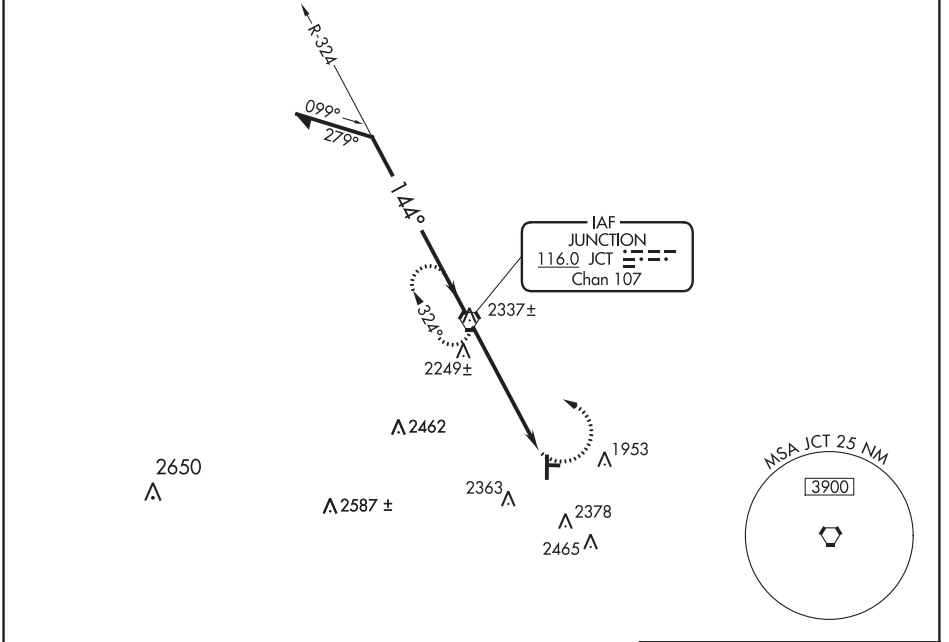 R-324
099°
279°
144°
IAF
JUNCTION
116.0 JCT
Chan 107
2337±
324°
2249±
2462
1953
2650
MSA JCT 25 NM
3900
2363
2587 ±
2378
2465